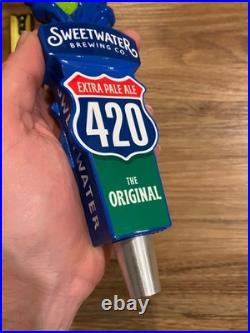 SWEETWATER
BREWING CO.
EXTRA PALE ALE
420
THE
ORIGINAL
WATER